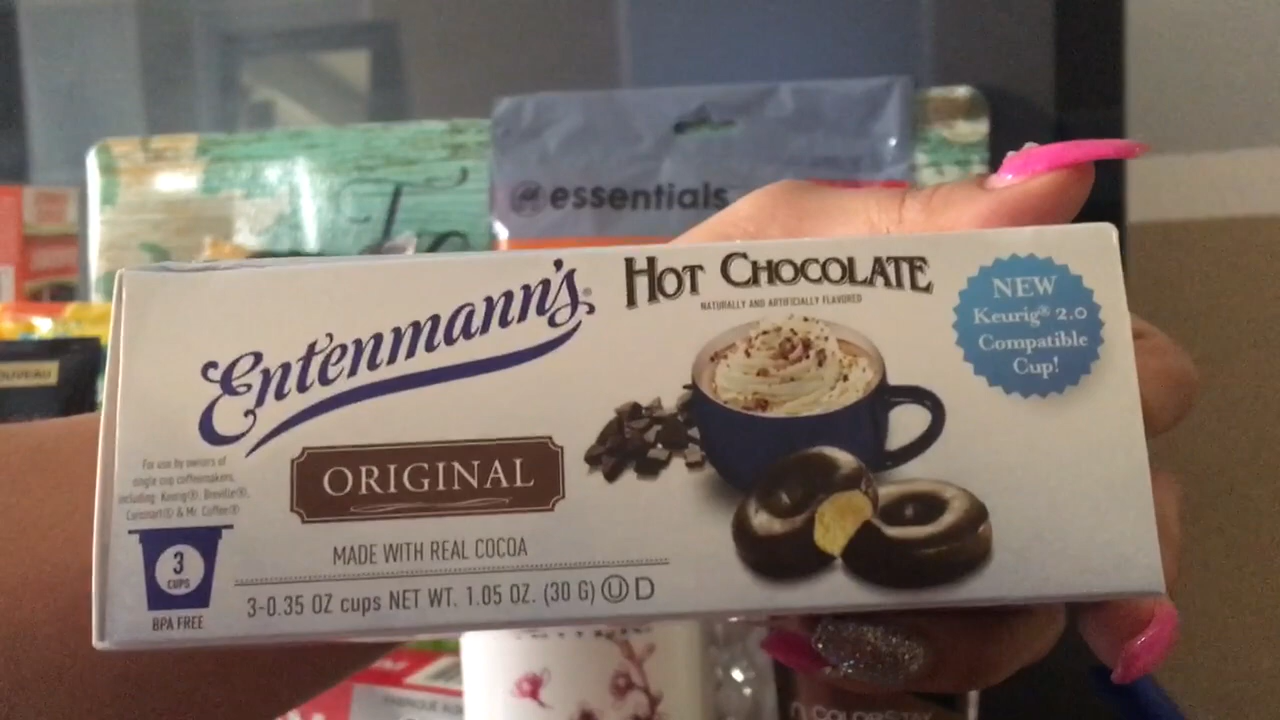 essentials
Entenmann's®
HOT CHOCOLATE
NATURALLY AND ARTIFICIALLY FLAVORED
NEW
Keurig® 2.0
Compatible
Cup!
ORIGINAL
For use by owners of
single cup coffeemakers,
including: Keurig®, Breville®,
Cuisinart® & Mr. Coffee®
3
CUPS
BPA FREE
MADE WITH REAL COCOA
3-0.35 OZ cups NET WT. 1.05 OZ. (30 G) Ⓤ D
COLORSTAY